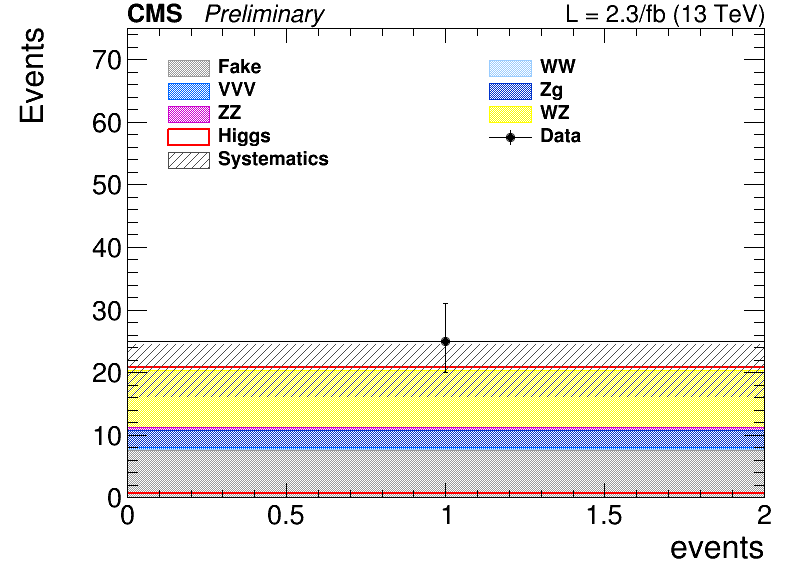 CMS Preliminary L = 2.3/fb (13 TeV)
Events
Fake WW
VVV Zg
ZZ WZ
Higgs Data
Systematics
70
60
50
40
30
20
10
0
0 0.5 1 1.5 2
events